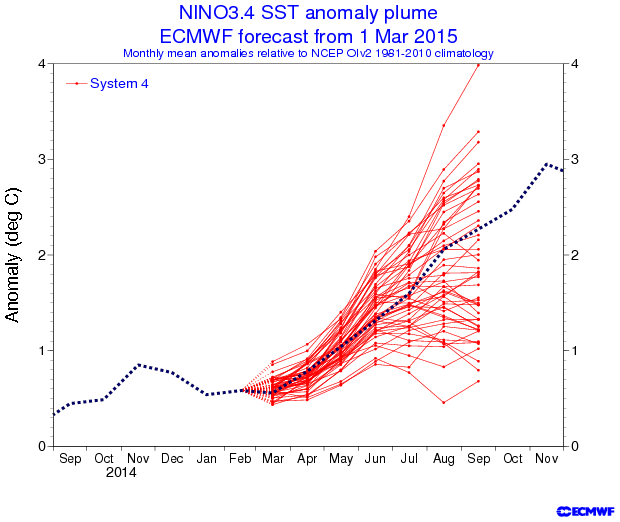 NINO3.4 SST anomaly plume
ECMWF forecast from 1 Mar 2015
Monthly mean anomalies relative to NCEP OIv2 1981-2010 climatology
System 4
Anomaly (deg C)
4 4
3 3
2 2
1 1
0 0
Sep Oct Nov Dec Jan Feb Mar Apr May Jun Jul Aug Sep Oct Nov
2014
ECMWF